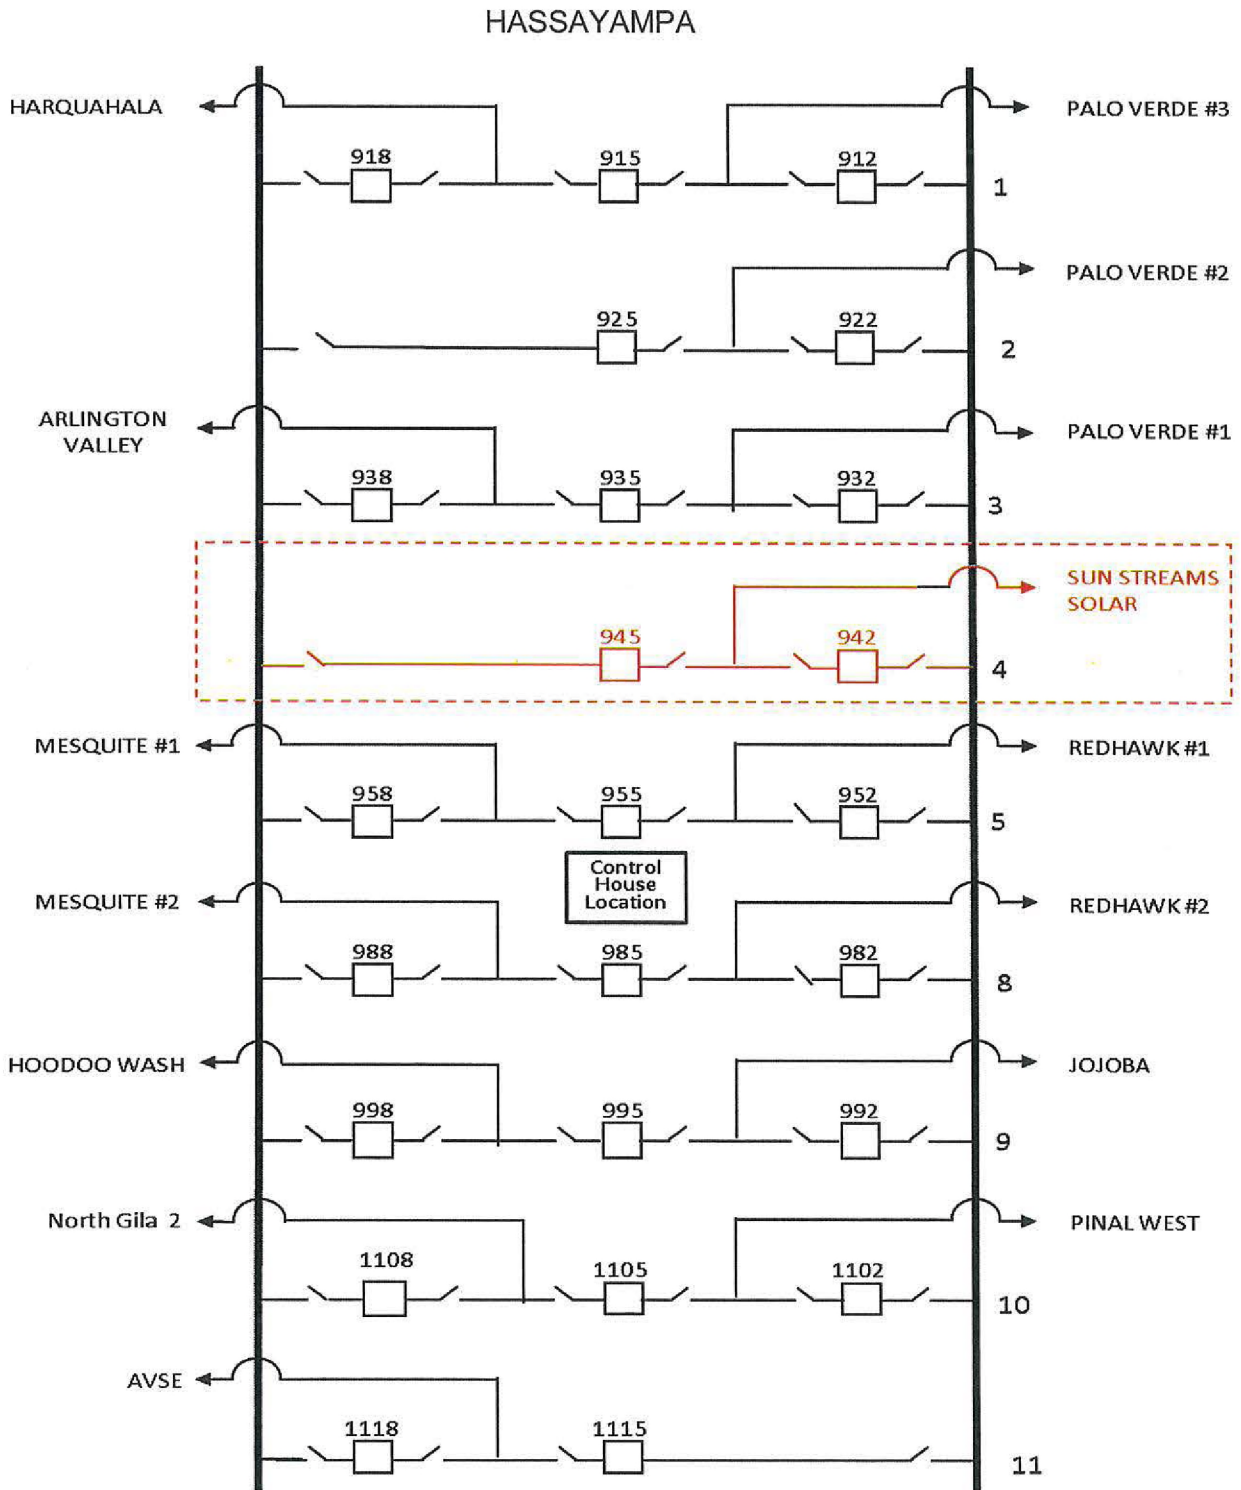 HASSAYAMPA
HARQUAHALA
PALO VERDE #3
918
915
912
1
PALO VERDE #2
925
922
2
ARLINGTON
VALLEY
PALO VERDE #1
938
935
932
3
SUN STREAMS
SOLAR
945
942
4
MESQUITE #1
REDHAWK #1
958
955
952
5
Control
House
Location
MESQUITE #2
REDHAWK #2
988
985
982
8
HOODOO WASH
JOJOBA
998
995
992
9
North Gila 2
PINAL WEST
1108
1105
1102
10
AVSE
1118
1115
11